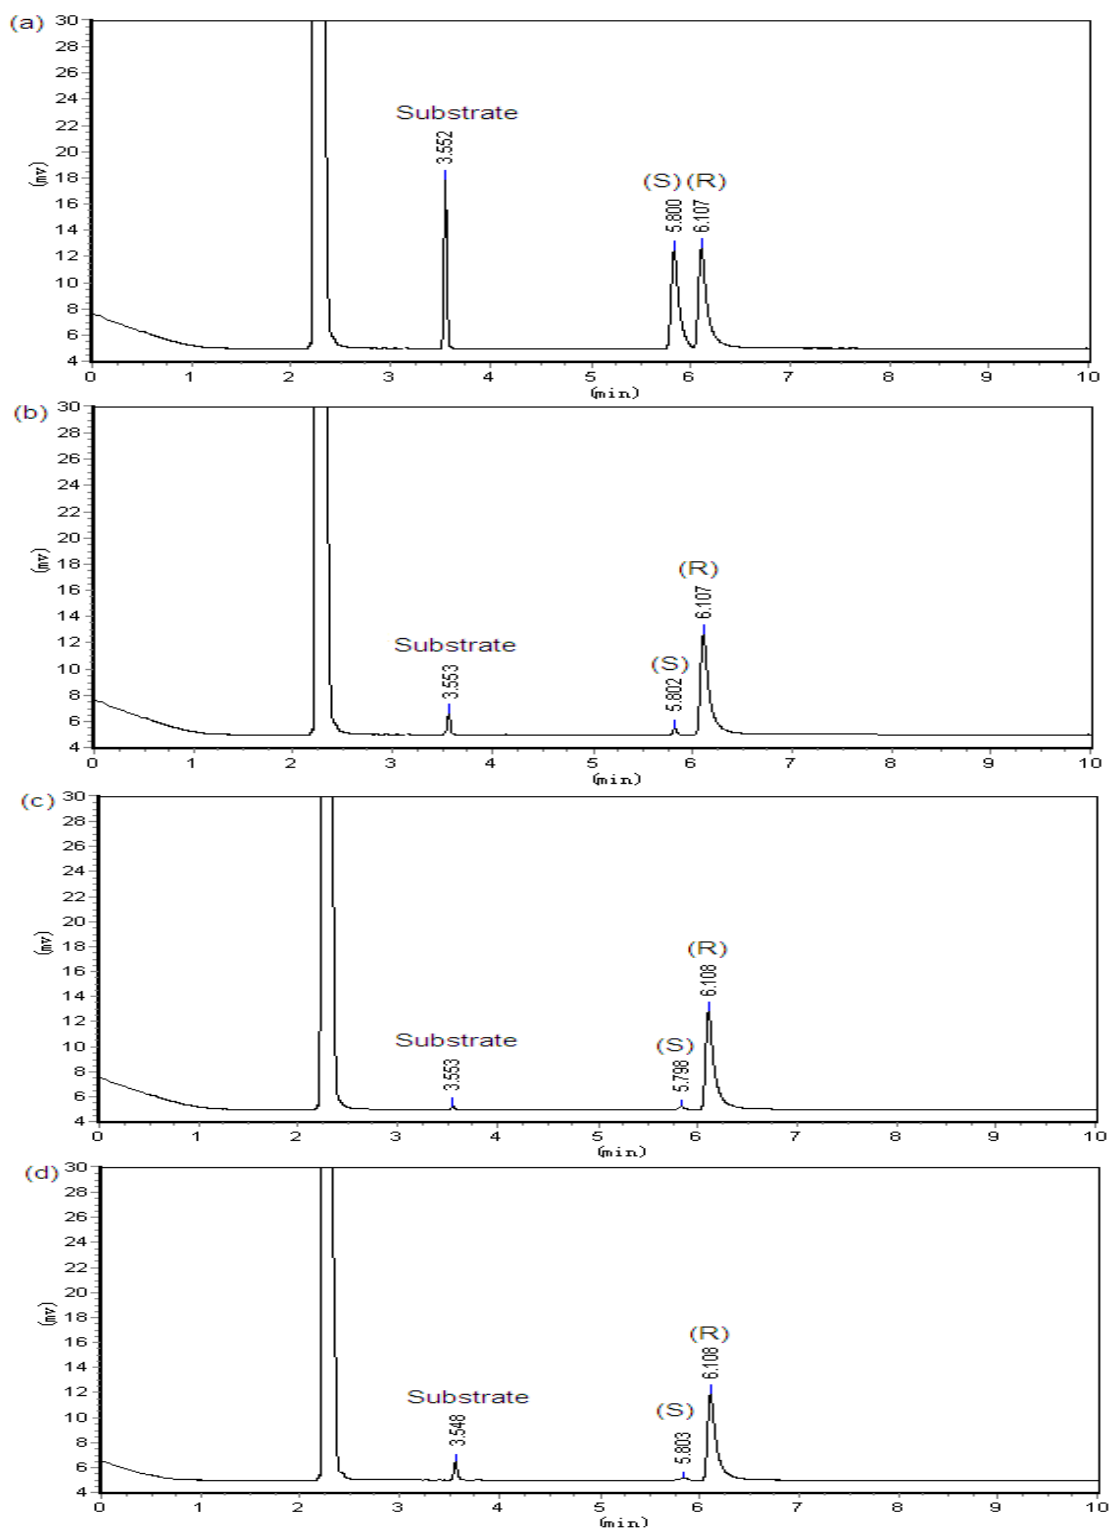 (a)
30
28
26
24
22
20
18
16
14
12
10
8
6
4
(mv)
Substrate
3.552
(S) (R)
5.800
6.107
0 1 2 3 4 5 6 7 8 9 10
(min)
(b)
30
28
26
24
22
20
18
16
14
12
10
8
6
4
(mv)
(R)
6.107
Substrate
3.553
(S)
5.802
0 1 2 3 4 5 6 7 8 9 10
(min)
(c)
30
28
26
24
22
20
18
16
14
12
10
8
6
4
(mv)
(R)
6.108
Substrate
3.553
(S)
5.798
0 1 2 3 4 5 6 7 8 9 10
(min)
(d)
30
28
26
24
22
20
18
16
14
12
10
8
6
4
(mv)
(R)
6.108
Substrate
3.548
(S)
5.803
0 1 2 3 4 5 6 7 8 9 10
(min)